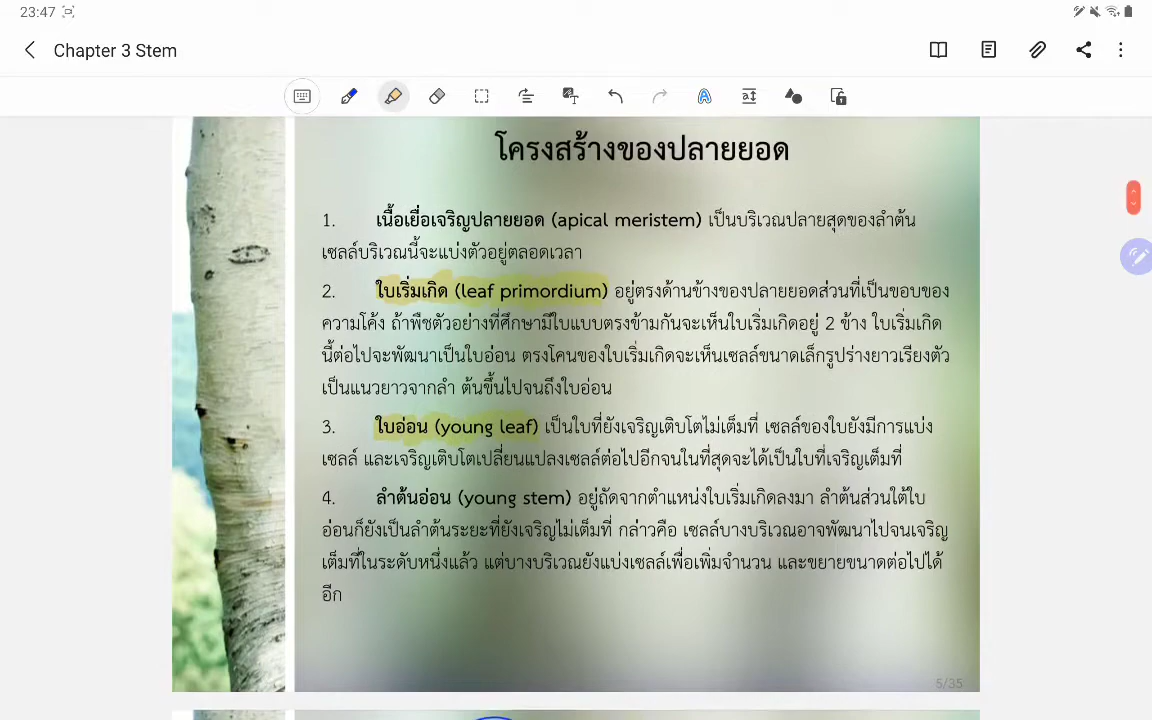 23:47
Chapter 3 Stem
โครงสร้างของปลายยอด
1. เนื้อเยื่อเจริญปลายยอด (apical meristem) เป็นบริเวณปลายสุดของลำต้น
เซลล์บริเวณนี้จะแบ่งตัวอยู่ตลอดเวลา
2. ใบเริ่มเกิด (leaf primordium) อยู่ตรงด้านข้างของปลายยอดส่วนที่เป็นขอบของ
ความโค้ง ถ้าพืชตัวอย่างที่ศึกษามีใบแบบตรงข้ามกันจะเห็นใบเริ่มเกิดอยู่ 2 ข้าง ใบเริ่มเกิด
นี้ต่อไปจะพัฒนาเป็นใบอ่อน ตรงโคนของใบเริ่มเกิดจะเห็นเซลล์ขนาดเล็กรูปร่างยาวเรียงตัว
เป็นแนวยาวจากลำ ต้นขึ้นไปจนถึงใบอ่อน
3. ใบอ่อน (young leaf) เป็นใบที่ยังเจริญเติบโตไม่เต็มที่ เซลล์ของใบยังมีการแบ่ง
เซลล์ และเจริญเติบโตเปลี่ยนแปลงเซลล์ต่อไปอีกจนในที่สุดจะได้เป็นใบที่เจริญเต็มที่
4. ลำต้นอ่อน (young stem) อยู่ถัดจากตำแหน่งใบเริ่มเกิดลงมา ลำต้นส่วนใต้ใบ
อ่อนก็ยังเป็นลำต้นระยะที่ยังเจริญไม่เต็มที่ กล่าวคือ เซลล์บางบริเวณอาจพัฒนาไปจนเจริญ
เต็มที่ในระดับหนึ่งแล้ว แต่บางบริเวณยังแบ่งเซลล์เพื่อเพิ่มจำนวน และขยายขนาดต่อไปได้
อีก
5/35